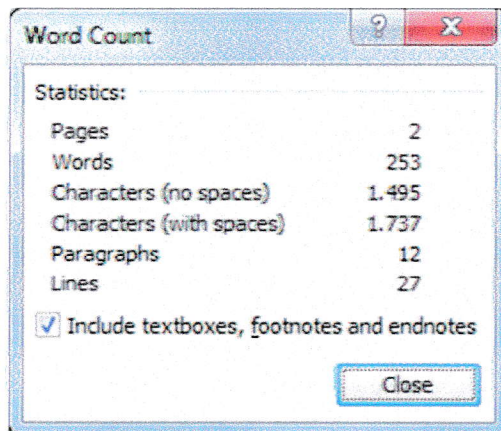 Word Count
Statistics:
Pages 2
Words 253
Characters (no spaces) 1.495
Characters (with spaces) 1.737
Paragraphs 12
Lines 27
Include textboxes, footnotes and endnotes
Close